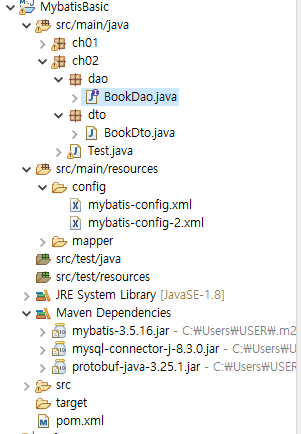 MybatisBasic
src/main/java
ch01
ch02
dao
BookDao.java
dto
BookDto.java
Test.java
src/main/resources
config
mybatis-config.xml
mybatis-config-2.xml
mapper
src/test/java
src/test/resources
JRE System Library [JavaSE-1.8]
Maven Dependencies
mybatis-3.5.16.jar - C:₩Users₩USER₩.m2
mysql-connector-j-8.3.0.jar - C:₩Users
protobuf-java-3.25.1.jar - C:₩Users₩
src
target
pom.xml